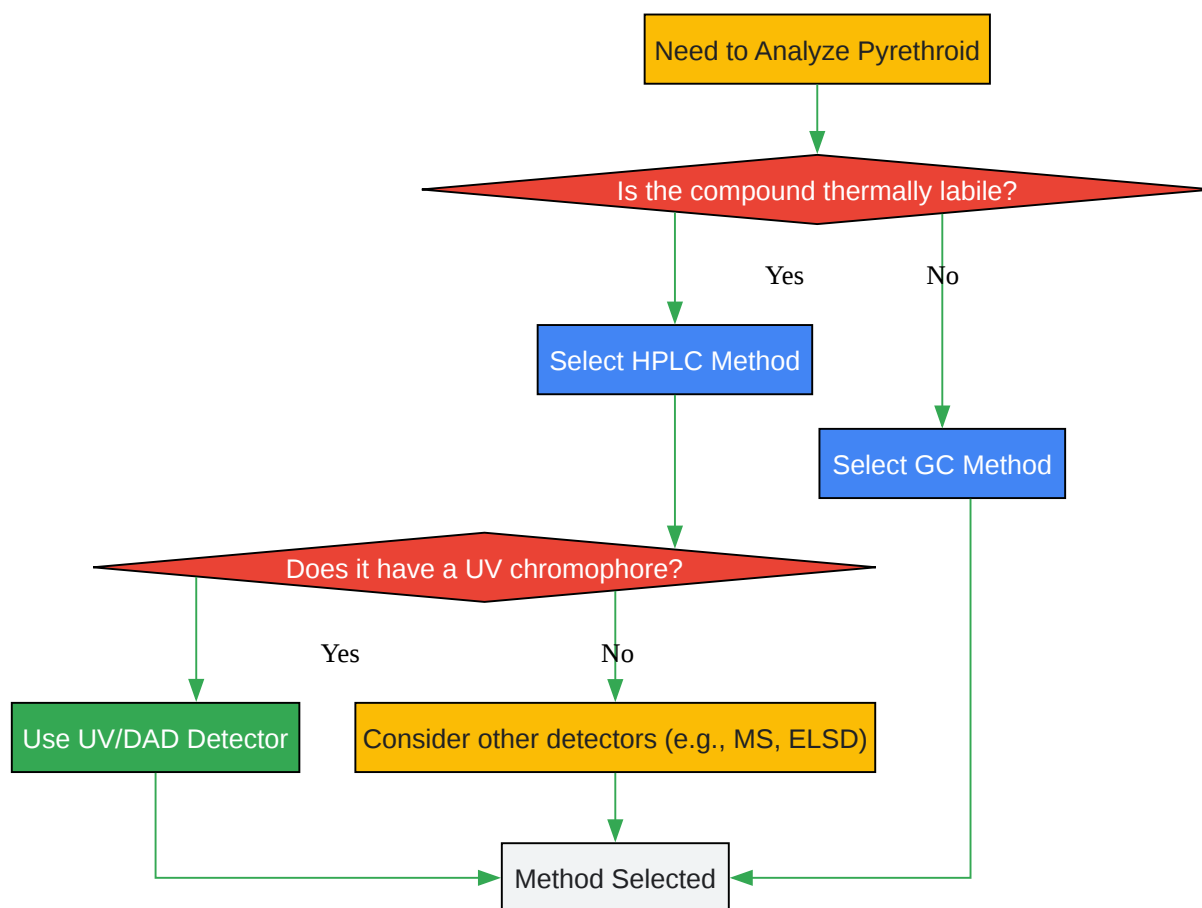 Need to Analyze Pyrethroid
Is the compound thermally labile?
Yes
No
Select HPLC Method
Select GC Method
Does it have a UV chromophore?
Yes
No
Use UV/DAD Detector
Consider other detectors (e.g., MS, ELSD)
Method Selected